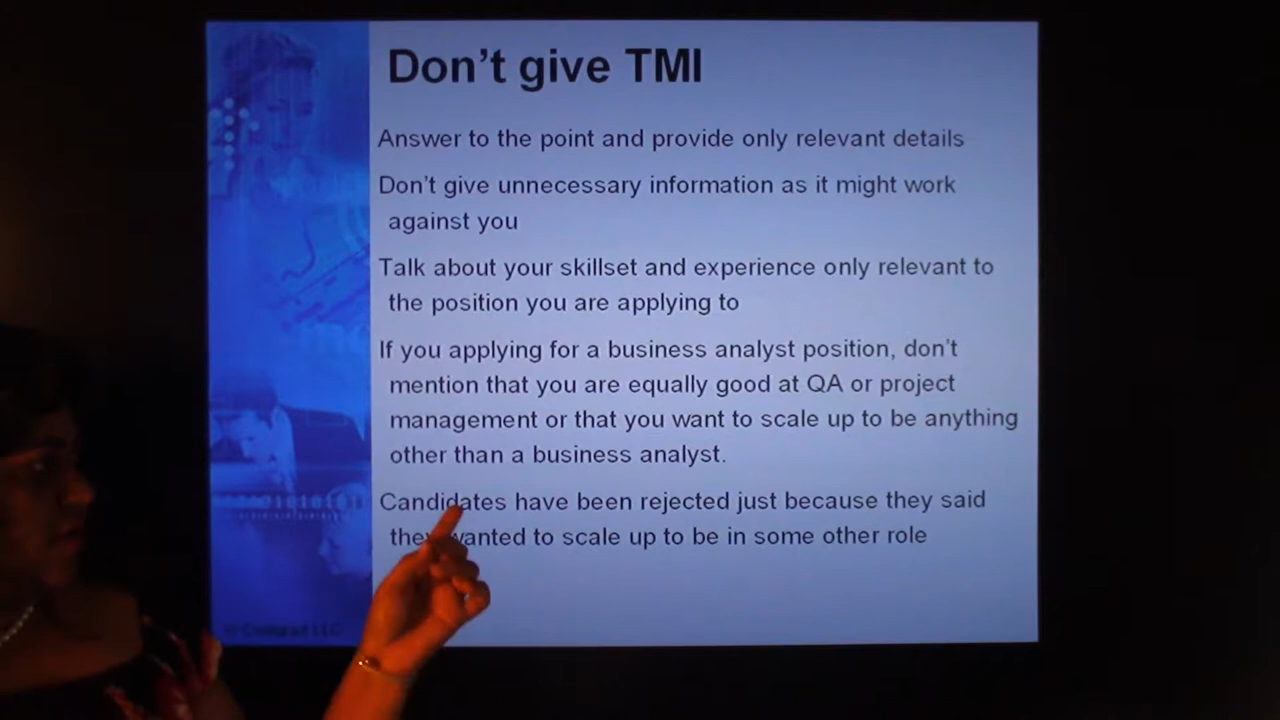 Don't give TMI
Answer to the point and provide only relevant details
Don't give unnecessary information as it might work
against you
Talk about your skillset and experience only relevant to
the position you are applying to
If you applying for a business analyst position, don't
mention that you are equally good at QA or project
management or that you want to scale up to be anything
other than a business analyst.
Candidates have been rejected just because they said
they wanted to scale up to be in some other role